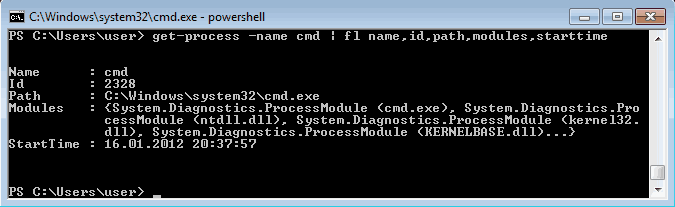 C:\Windows\system32\cmd.exe - powershell
PS C:\Users\user> get-process -name cmd | fl name,id,path,modules,starttime
Name      : cmd
Id        : 2328
Path      : C:\Windows\system32\cmd.exe
Modules   : {System.Diagnostics.ProcessModule (cmd.exe), System.Diagnostics.Pro
            cessModule (ntdll.dll), System.Diagnostics.ProcessModule (kernel32.
            dll), System.Diagnostics.ProcessModule (KERNELBASE.dll)...}
StartTime : 16.01.2012 20:37:57
PS C:\Users\user> _